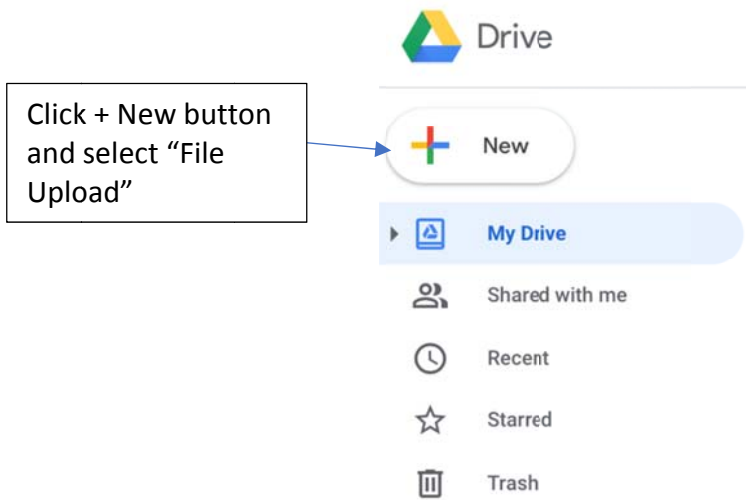 Drive
Click + New button
and select “File
Upload”
New
My Drive
Shared with me
Recent
Starred
Trash